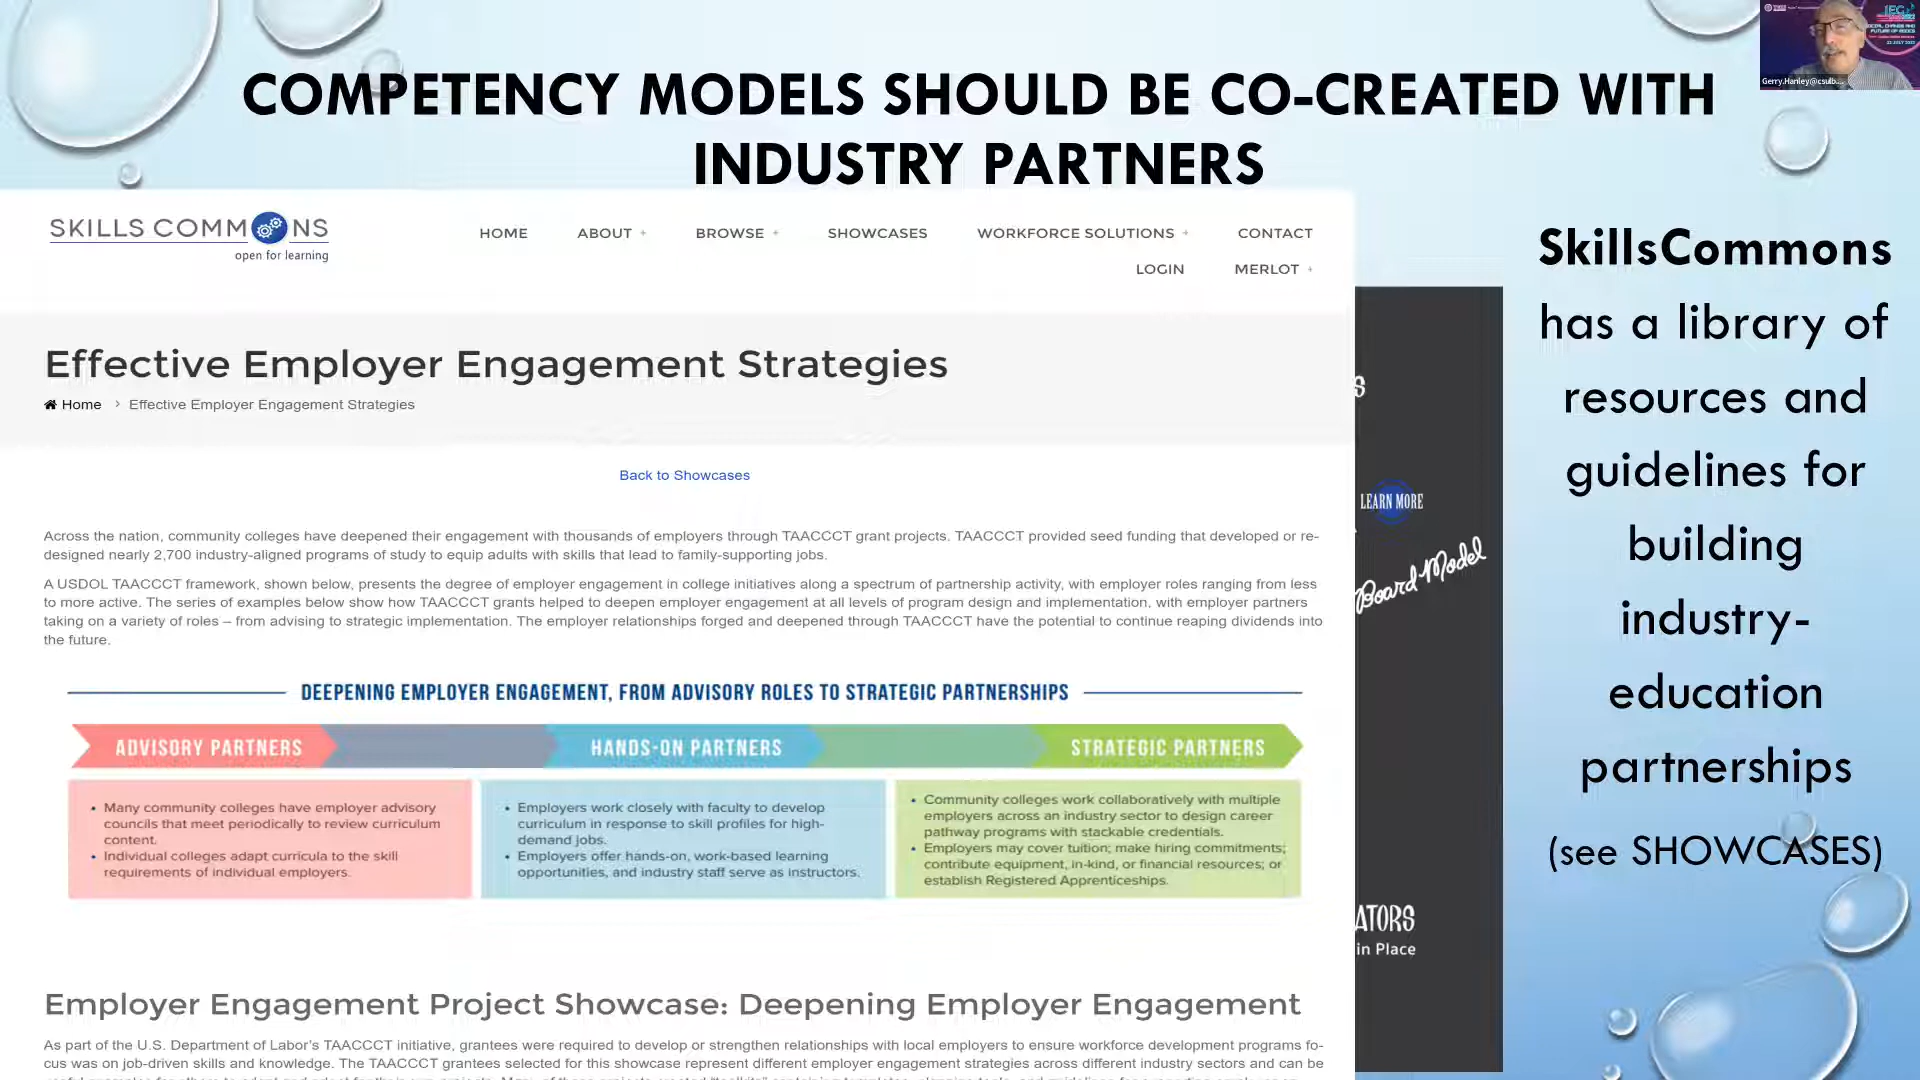 COMPETENCY MODELS SHOULD BE CO-CREATED WITH
INDUSTRY PARTNERS
Gerry.Hanley@csulb....
SKILLS COMMONS
open for learning
HOME ABOUT + BROWSE + SHOWCASES WORKFORCE SOLUTIONS + CONTACT
LOGIN MERLOT +
Effective Employer Engagement Strategies
Home > Effective Employer Engagement Strategies
Back to Showcases
Across the nation, community colleges have deepened their engagement with thousands of employers through TAACCCT grant projects. TAACCCT provided seed funding that developed or re-
designed nearly 2,700 industry-aligned programs of study to equip adults with skills that lead to family-supporting jobs.
A USDOL TAACCCT framework, shown below, presents the degree of employer engagement in college initiatives along a spectrum of partnership activity, with employer roles ranging from less
to more active. The series of examples below show how TAACCCT grants helped to deepen employer engagement at all levels of program design and implementation, with employer partners
taking on a variety of roles – from advising to strategic implementation. The employer relationships forged and deepened through TAACCCT have the potential to continue reaping dividends into
the future.
DEEPENING EMPLOYER ENGAGEMENT, FROM ADVISORY ROLES TO STRATEGIC PARTNERSHIPS
ADVISORY PARTNERS
HANDS-ON PARTNERS
STRATEGIC PARTNERS
• Many community colleges have employer advisory
councils that meet periodically to review curriculum
content.
• Individual colleges adapt curricula to the skill
requirements of individual employers.
• Employers work closely with faculty to develop
curriculum in response to skill profiles for high-
demand jobs.
• Employers offer hands-on, work-based learning
opportunities, and industry staff serve as instructors.
• Community colleges work collaboratively with multiple
employers across an industry sector to design career
pathway programs with stackable credentials.
• Employers may cover tuition; make hiring commitments;
contribute equipment, in-kind, or financial resources; or
establish Registered Apprenticeships.
Employer Engagement Project Showcase: Deepening Employer Engagement
As part of the U.S. Department of Labor's TAACCCT initiative, grantees were required to develop or strengthen relationships with local employers to ensure workforce development programs fo-
cus was on job-driven skills and knowledge. The TAACCCT grantees selected for this showcase represent different employer engagement strategies across different industry sectors and can be
S
LEARN MORE
Board Model
ATORS
in Place
SkillsCommons
has a library of
resources and
guidelines for
building
industry-
education
partnerships
(see SHOWCASES)